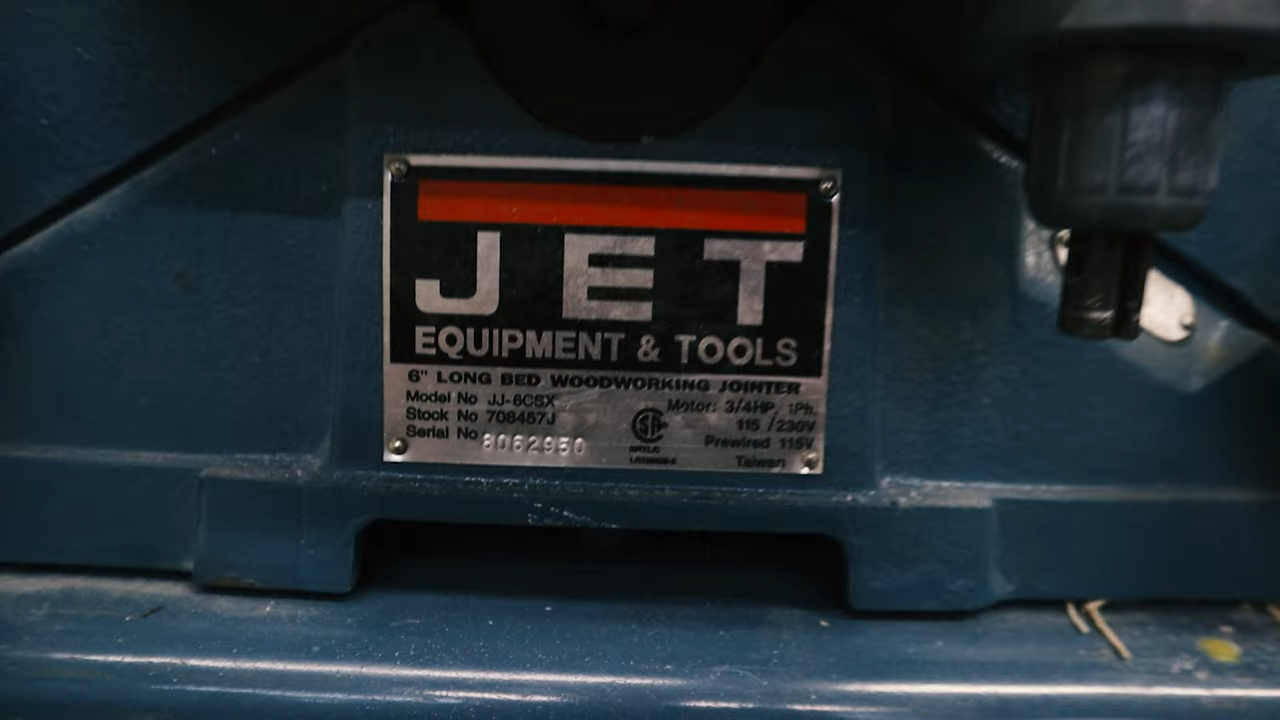 JET
EQUIPMENT & TOOLS
6" LONG BED WOODWORKING JOINTER
Model No JJ-6CSX
Stock No 708457J
Serial No 8062950
Motor: 3/4HP, 1Ph,
115 /230V
Prewired 115V
Taiwan